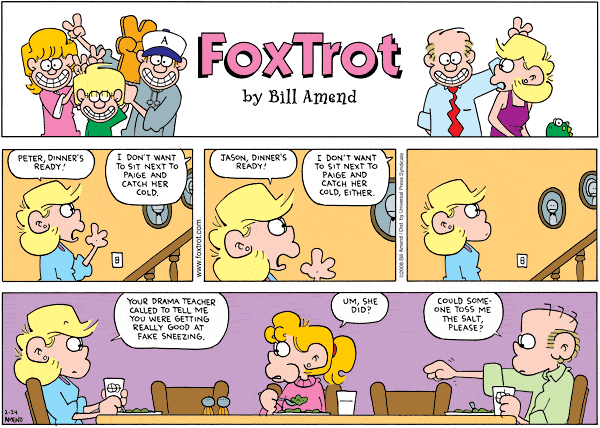 FoxTrot
by Bill Amend
A
PETER, DINNER'S
READY!
I DON'T WANT
TO SIT NEXT TO
PAIGE AND
CATCH HER
COLD.
www.foxtrot.com
JASON, DINNER'S
READY!
I DON'T WANT
TO SIT NEXT TO
PAIGE AND
CATCH HER
COLD, EITHER.
©2008 Bill Amend / Dist. by Universal Press Syndicate
YOUR DRAMA TEACHER
CALLED TO TELL ME
YOU WERE GETTING
REALLY GOOD AT
FAKE SNEEZING.
UM, SHE
DID?
COULD SOME-
ONE TOSS ME
THE SALT,
PLEASE?
2-24
AMEND